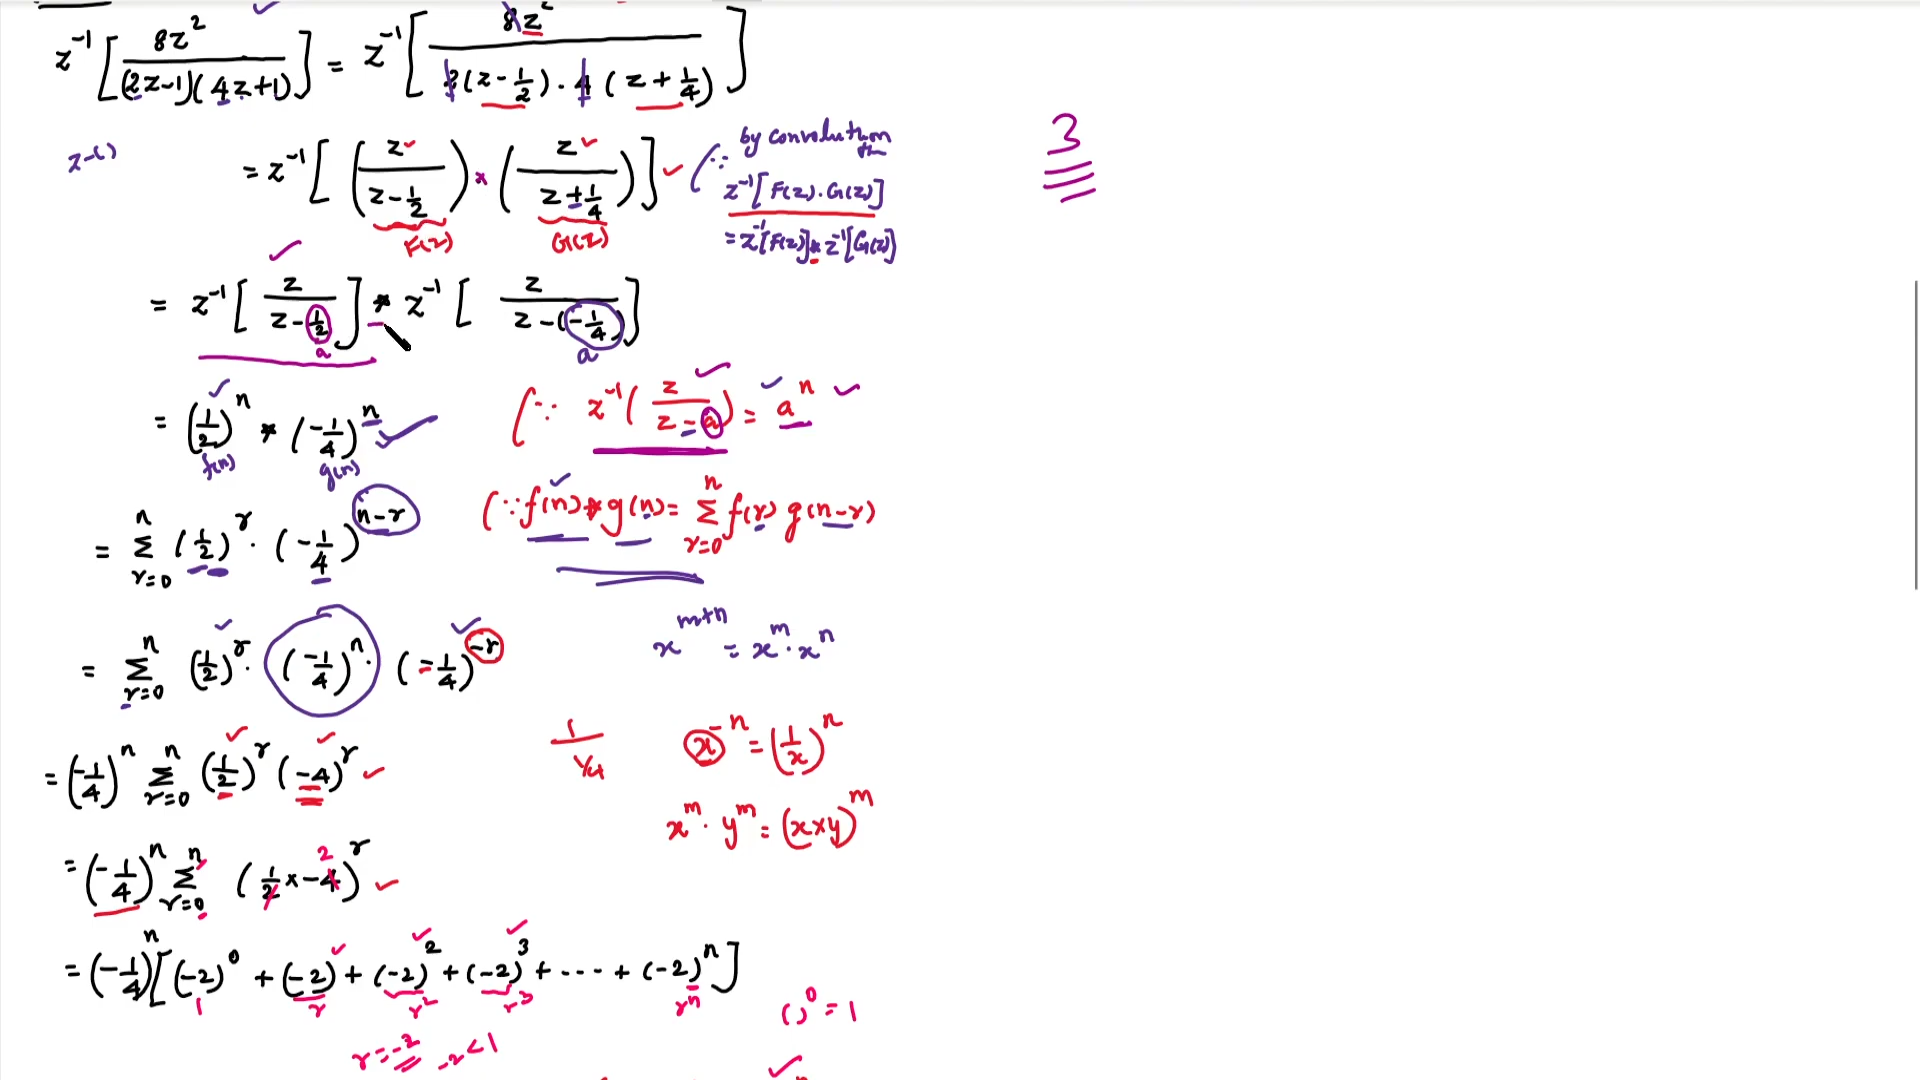 z⁻¹[8z²/((2z-1)(4z+1))] = z⁻¹[8z²/(2(z-1/2)·4(z+1/4))]
z-()
= z⁻¹[(z/(z-1/2)) × (z/(z+1/4))] (∵ by convolution
F(z) G(z)
z⁻¹[F(z)·G(z)]
= z⁻¹[F(z)] * z⁻¹[G(z)]
3
= z⁻¹[z/(z-1/2)] * z⁻¹[z/(z-(-1/4))]
a a
= (1/2)ⁿ * (-1/4)ⁿ (∵ z⁻¹(z/(z-a)) = aⁿ
f(n) g(n)
= Σ_{r=0}^{n} (1/2)^r · (-1/4)^{n-r} (∵ f(n) * g(n) = Σ_{r=0}^{n} f(r) g(n-r)
= Σ_{r=0}^{n} (1/2)^r · (-1/4)^n · (-1/4)^{-r} x^{m+n} = x^m · x^n
= (-1/4)^n Σ_{r=0}^{n} (1/2)^r (-4)^r 1/(1/4) x^{-n} = (1/x)^n
x^m · y^m = (x×y)^m
= (-1/4)^n Σ_{r=0}^{n} (1/2 × -4)^r 2
= (-1/4)^n [(-2)^0 + (-2) + (-2)^2 + (-2)^3 + ---- + (-2)^n]
1 r r² r³ rⁿ
()⁰ = 1
r = -2 -2 < 1